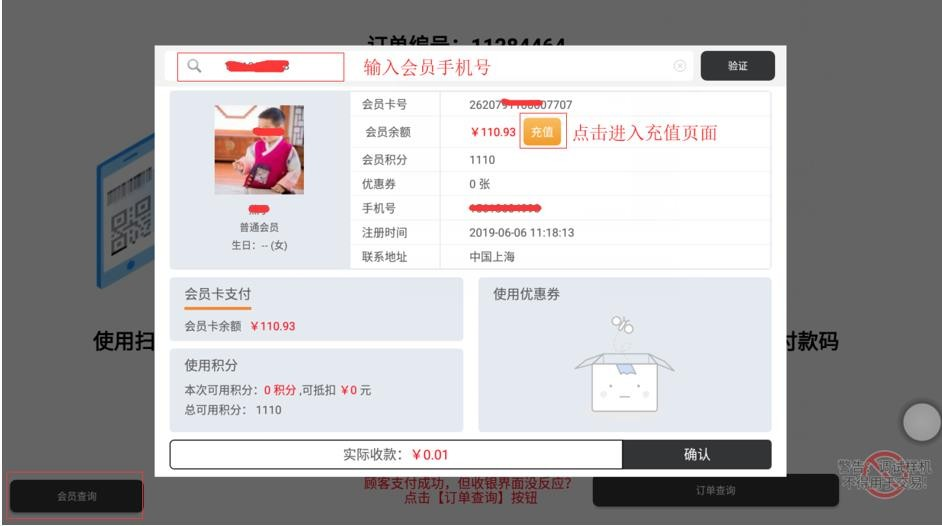 订单编号：11284464
输入会员手机号
验证
会员卡号
会员余额 ￥110.93 充值 点击进入充值页面
会员积分 1110
优惠券 0 张
手机号
注册时间 2019-06-06 11:18:13
联系地址 中国上海
普通会员
生日：-- (女)
会员卡支付
会员卡余额 ￥110.93
使用积分
本次可用积分：0 积分 ,可抵扣 ￥0 元
总可用积分： 1110
使用优惠券
使用扫
付款码
实际收款：￥0.01
确认
会员查询
顾客支付成功，但收银界面没反应？
点击【订单查询】按钮
订单查询
警告：调试样机
不得用于交易!